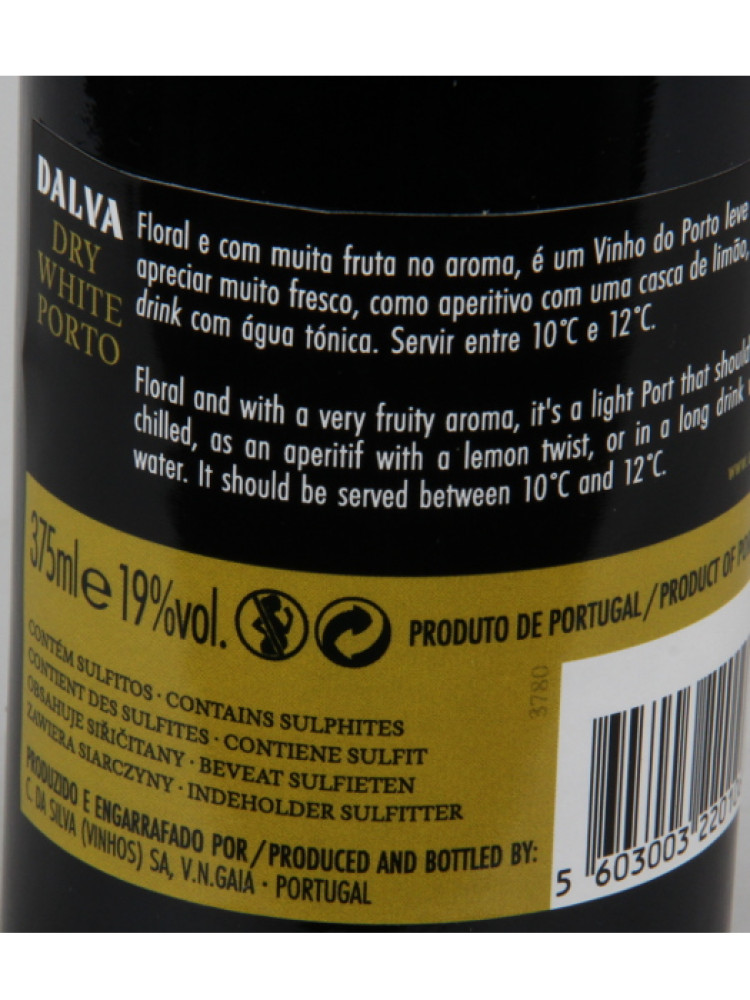 DALVA
DRY
WHITE
PORTO
Floral e com muita fruta no aroma, é um Vinho do Porto leve
apreciar muito fresco, como aperitivo com uma casca de limão,
drink com água tónica. Servir entre 10°C e 12°C.
Floral and with a very fruity aroma, it's a light Port that should
chilled, as an aperitif with a lemon twist, or in a long drink
water. It should be served between 10°C and 12°C.
375ml e 19%vol.
PRODUTO DE PORTUGAL/PRODUCT OF
CONTÉM SULFITOS · CONTAINS SULPHITES
CONTIENT DES SULFITES · CONTIENE SULFIT
OBSAHUJE SIŘIČITANY · BEVEAT SULFIETEN
ZAWIERA SIARCZYNY · INDEHOLDER SULFITTER
PRODUZIDO E ENGARRAFADO POR/PRODUCED AND BOTTLED BY:
C. DA SILVA (VINHOS) SA, V.N.GAIA · PORTUGAL
3780
5 603003 2201